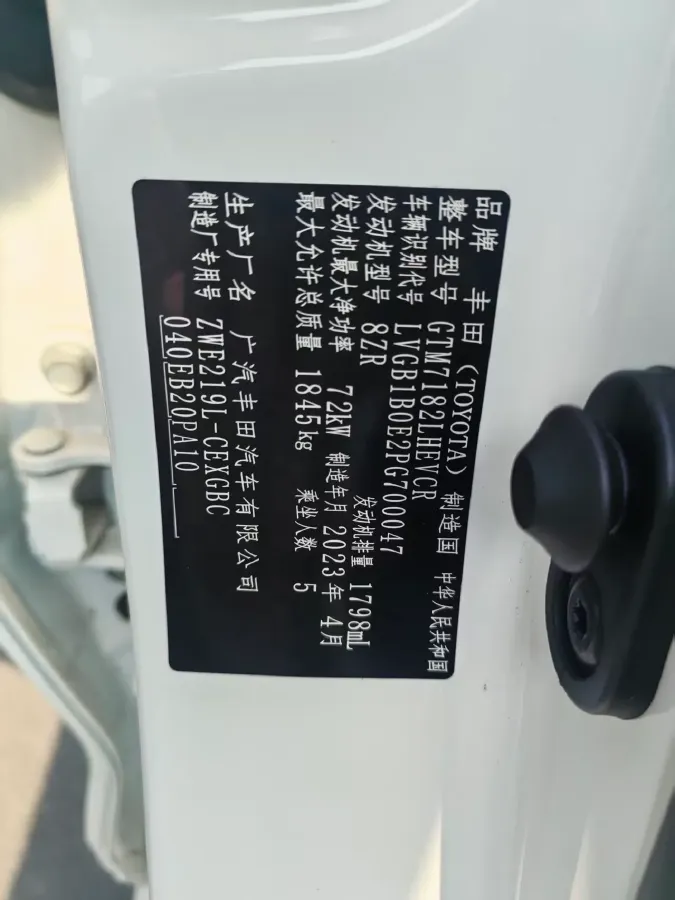 品牌 丰田（TOYOTA） 制造国 中华人民共和国
整车型号 GTM7182LHEVCR
车辆识别代号 LVGB1B0E2PG700047
发动机型号 8ZR 发动机排量 1798mL
发动机最大净功率 72kW 制造年月 2023年 4月
最大允许总质量 1845kg 乘坐人数 5
生产厂名 广汽丰田汽车有限公司
制造厂专用号 ZWE219L-CEXGBC
040EB20PA10